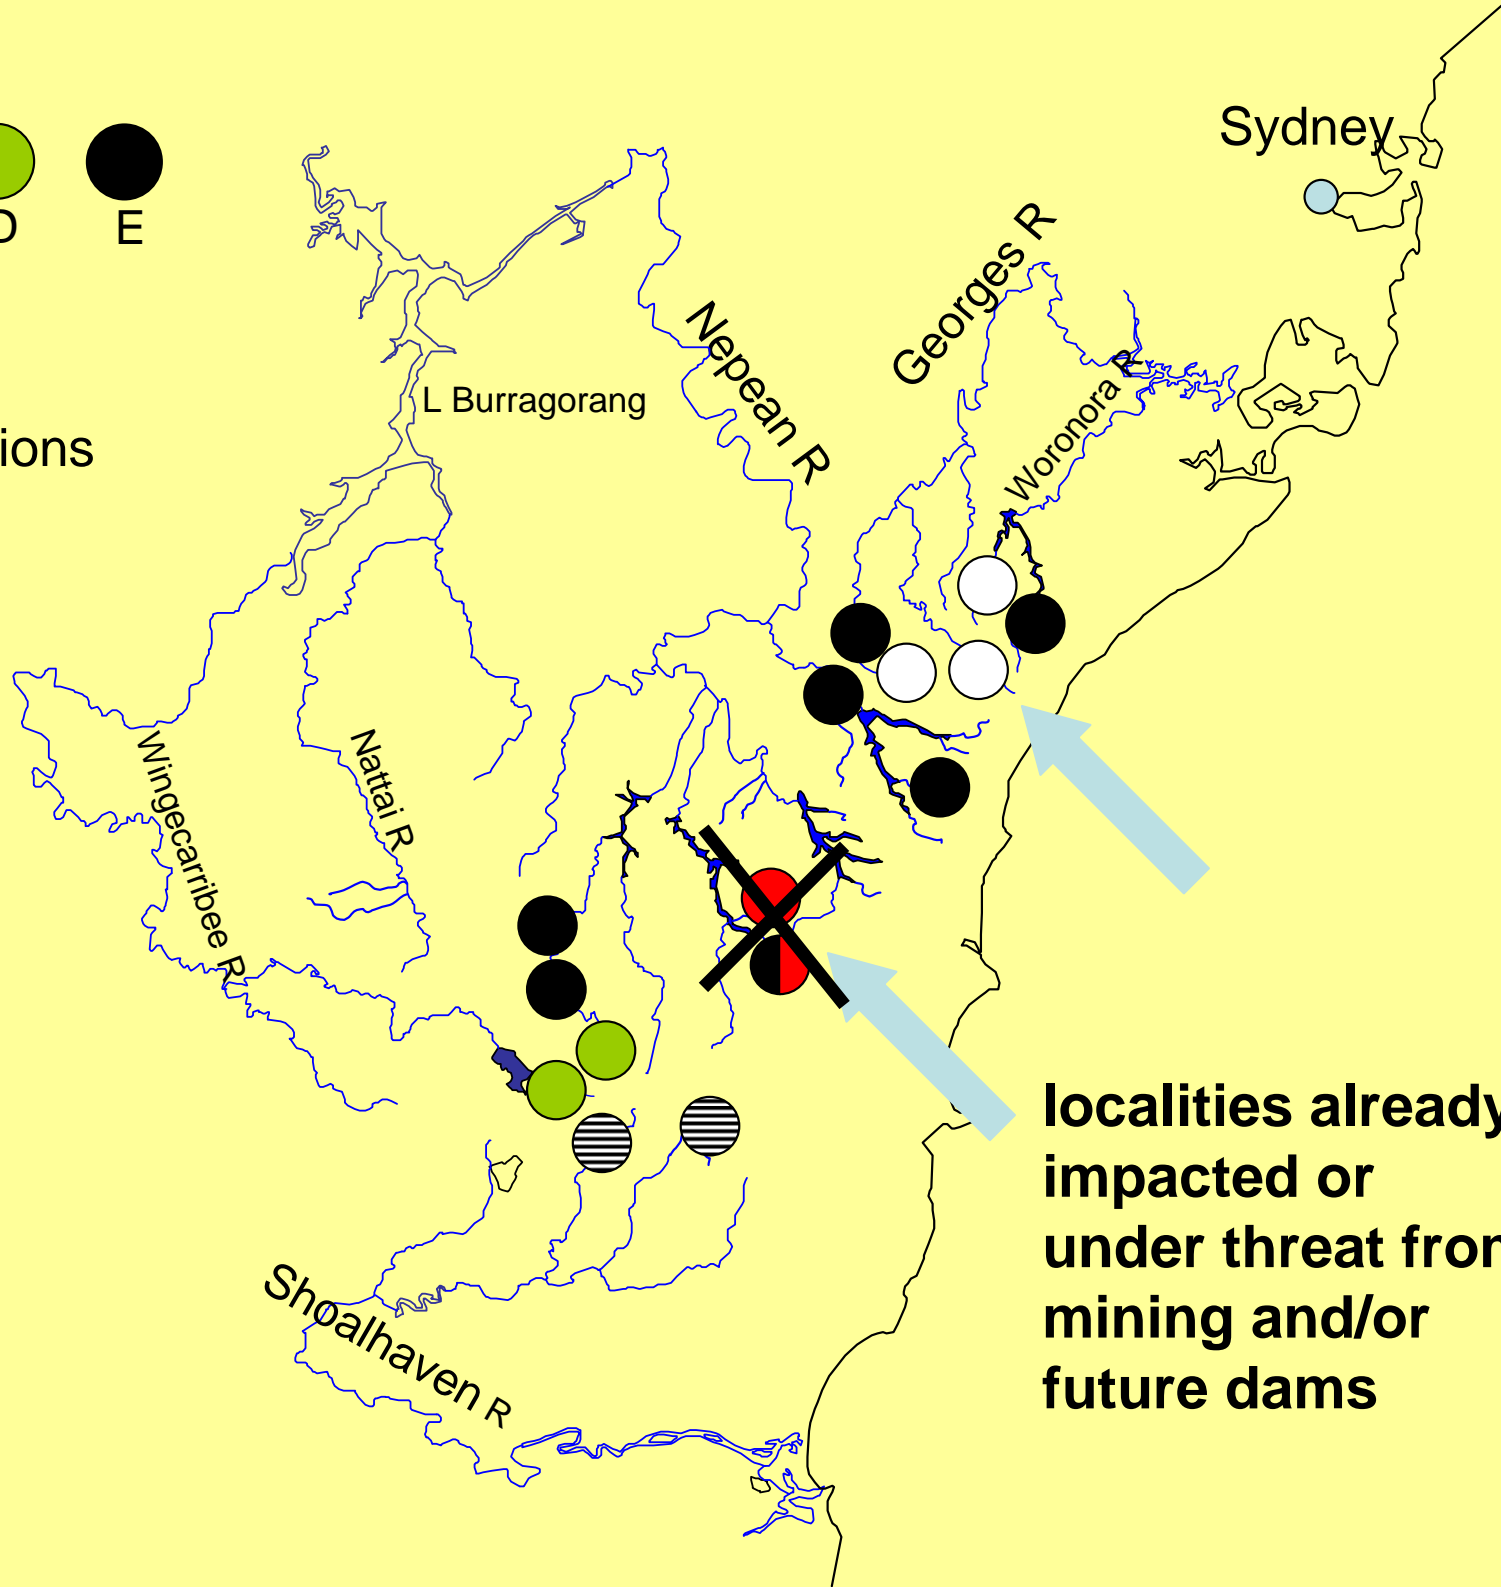 Sydney
E
Georges R
Nepean R
L Burragorang
Woronora R
ions
Wingecarribee R
Nattai R
localities already
impacted or
under threat from
mining and/or
future dams
Shoalhaven R